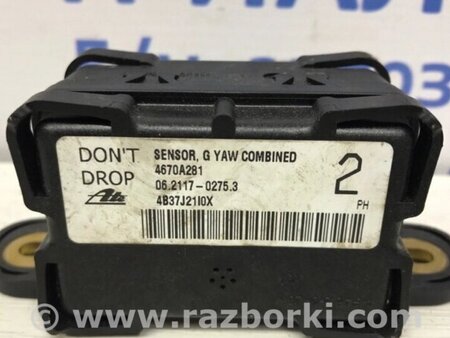 DON'T
DROP
SENSOR, G YAW COMBINED
4670A281
06.2117-0275.3
4B37J21I0X
2
PH
Ate
© www.razborki.com